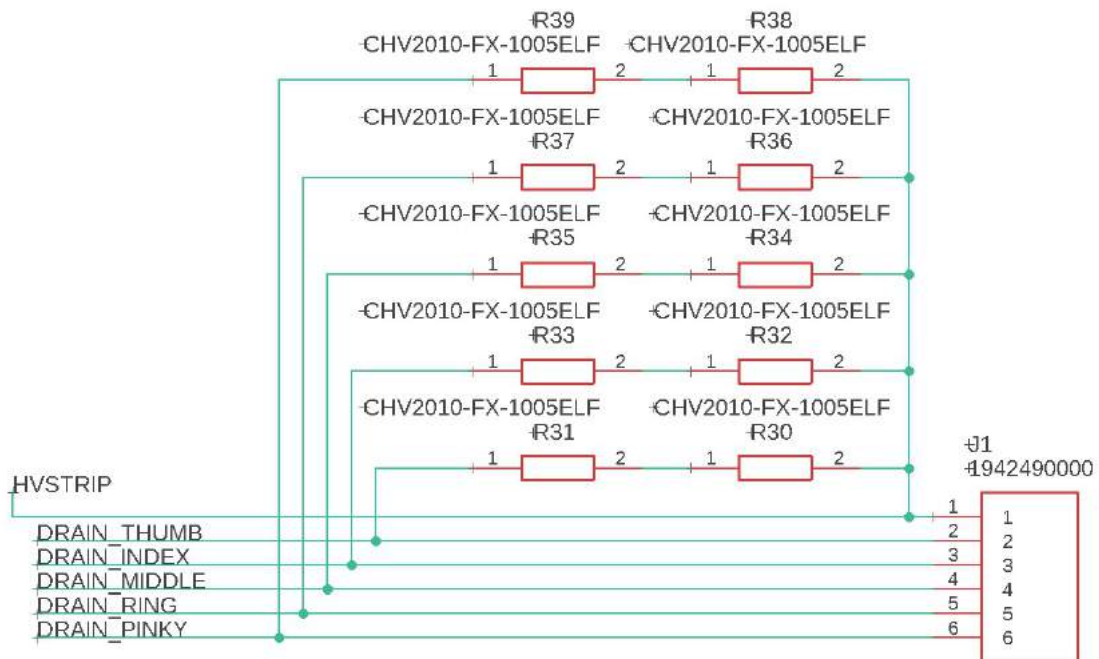 R39 R38
CHV2010-FX-1005ELF CHV2010-FX-1005ELF
1 2 1 2
CHV2010-FX-1005ELF CHV2010-FX-1005ELF
R37 R36
1 2 1 2
CHV2010-FX-1005ELF CHV2010-FX-1005ELF
R35 R34
1 2 1 2
CHV2010-FX-1005ELF CHV2010-FX-1005ELF
R33 R32
1 2 1 2
CHV2010-FX-1005ELF CHV2010-FX-1005ELF
R31 R30
1 2 1 2
J1
1942490000
HVSTRIP
1 1
DRAIN_THUMB 2 2
DRAIN_INDEX 3 3
DRAIN_MIDDLE 4 4
DRAIN_RING 5 5
DRAIN_PINKY 6 6